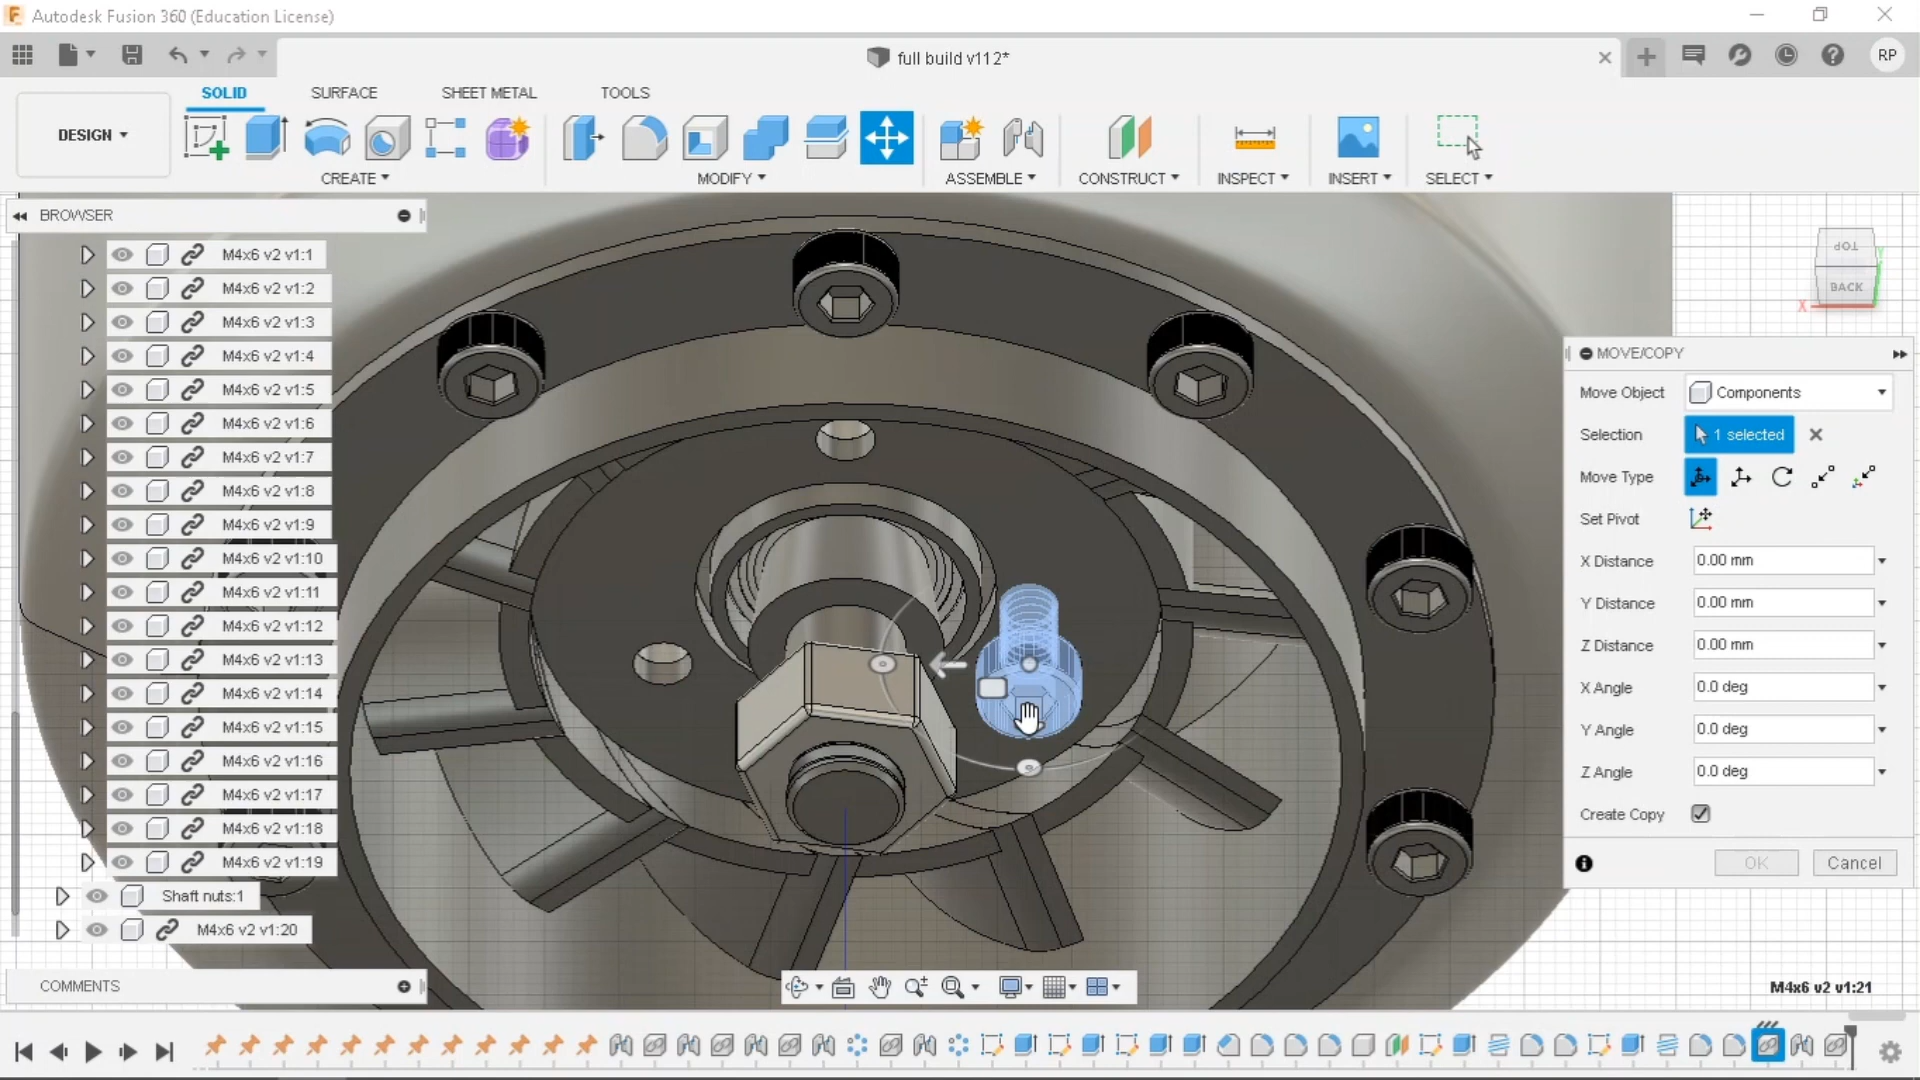 Autodesk Fusion 360 (Education License)
full build v112*
RP
SOLID
SURFACE
SHEET METAL
TOOLS
DESIGN
CREATE
MODIFY
ASSEMBLE
CONSTRUCT
INSPECT
INSERT
SELECT
BROWSER
M4x6 v2 v1:1
M4x6 v2 v1:2
M4x6 v2 v1:3
M4x6 v2 v1:4
M4x6 v2 v1:5
M4x6 v2 v1:6
M4x6 v2 v1:7
M4x6 v2 v1:8
M4x6 v2 v1:9
M4x6 v2 v1:10
M4x6 v2 v1:11
M4x6 v2 v1:12
M4x6 v2 v1:13
M4x6 v2 v1:14
M4x6 v2 v1:15
M4x6 v2 v1:16
M4x6 v2 v1:17
M4x6 v2 v1:18
M4x6 v2 v1:19
Shaft nuts:1
M4x6 v2 v1:20
COMMENTS
TOP
BACK
X
Y
MOVE/COPY
Move Object Components
Selection 1 selected
Move Type
Set Pivot
X Distance 0.00 mm
Y Distance 0.00 mm
Z Distance 0.00 mm
X Angle 0.0 deg
Y Angle 0.0 deg
Z Angle 0.0 deg
Create Copy
OK Cancel
M4x6 v2 v1:21